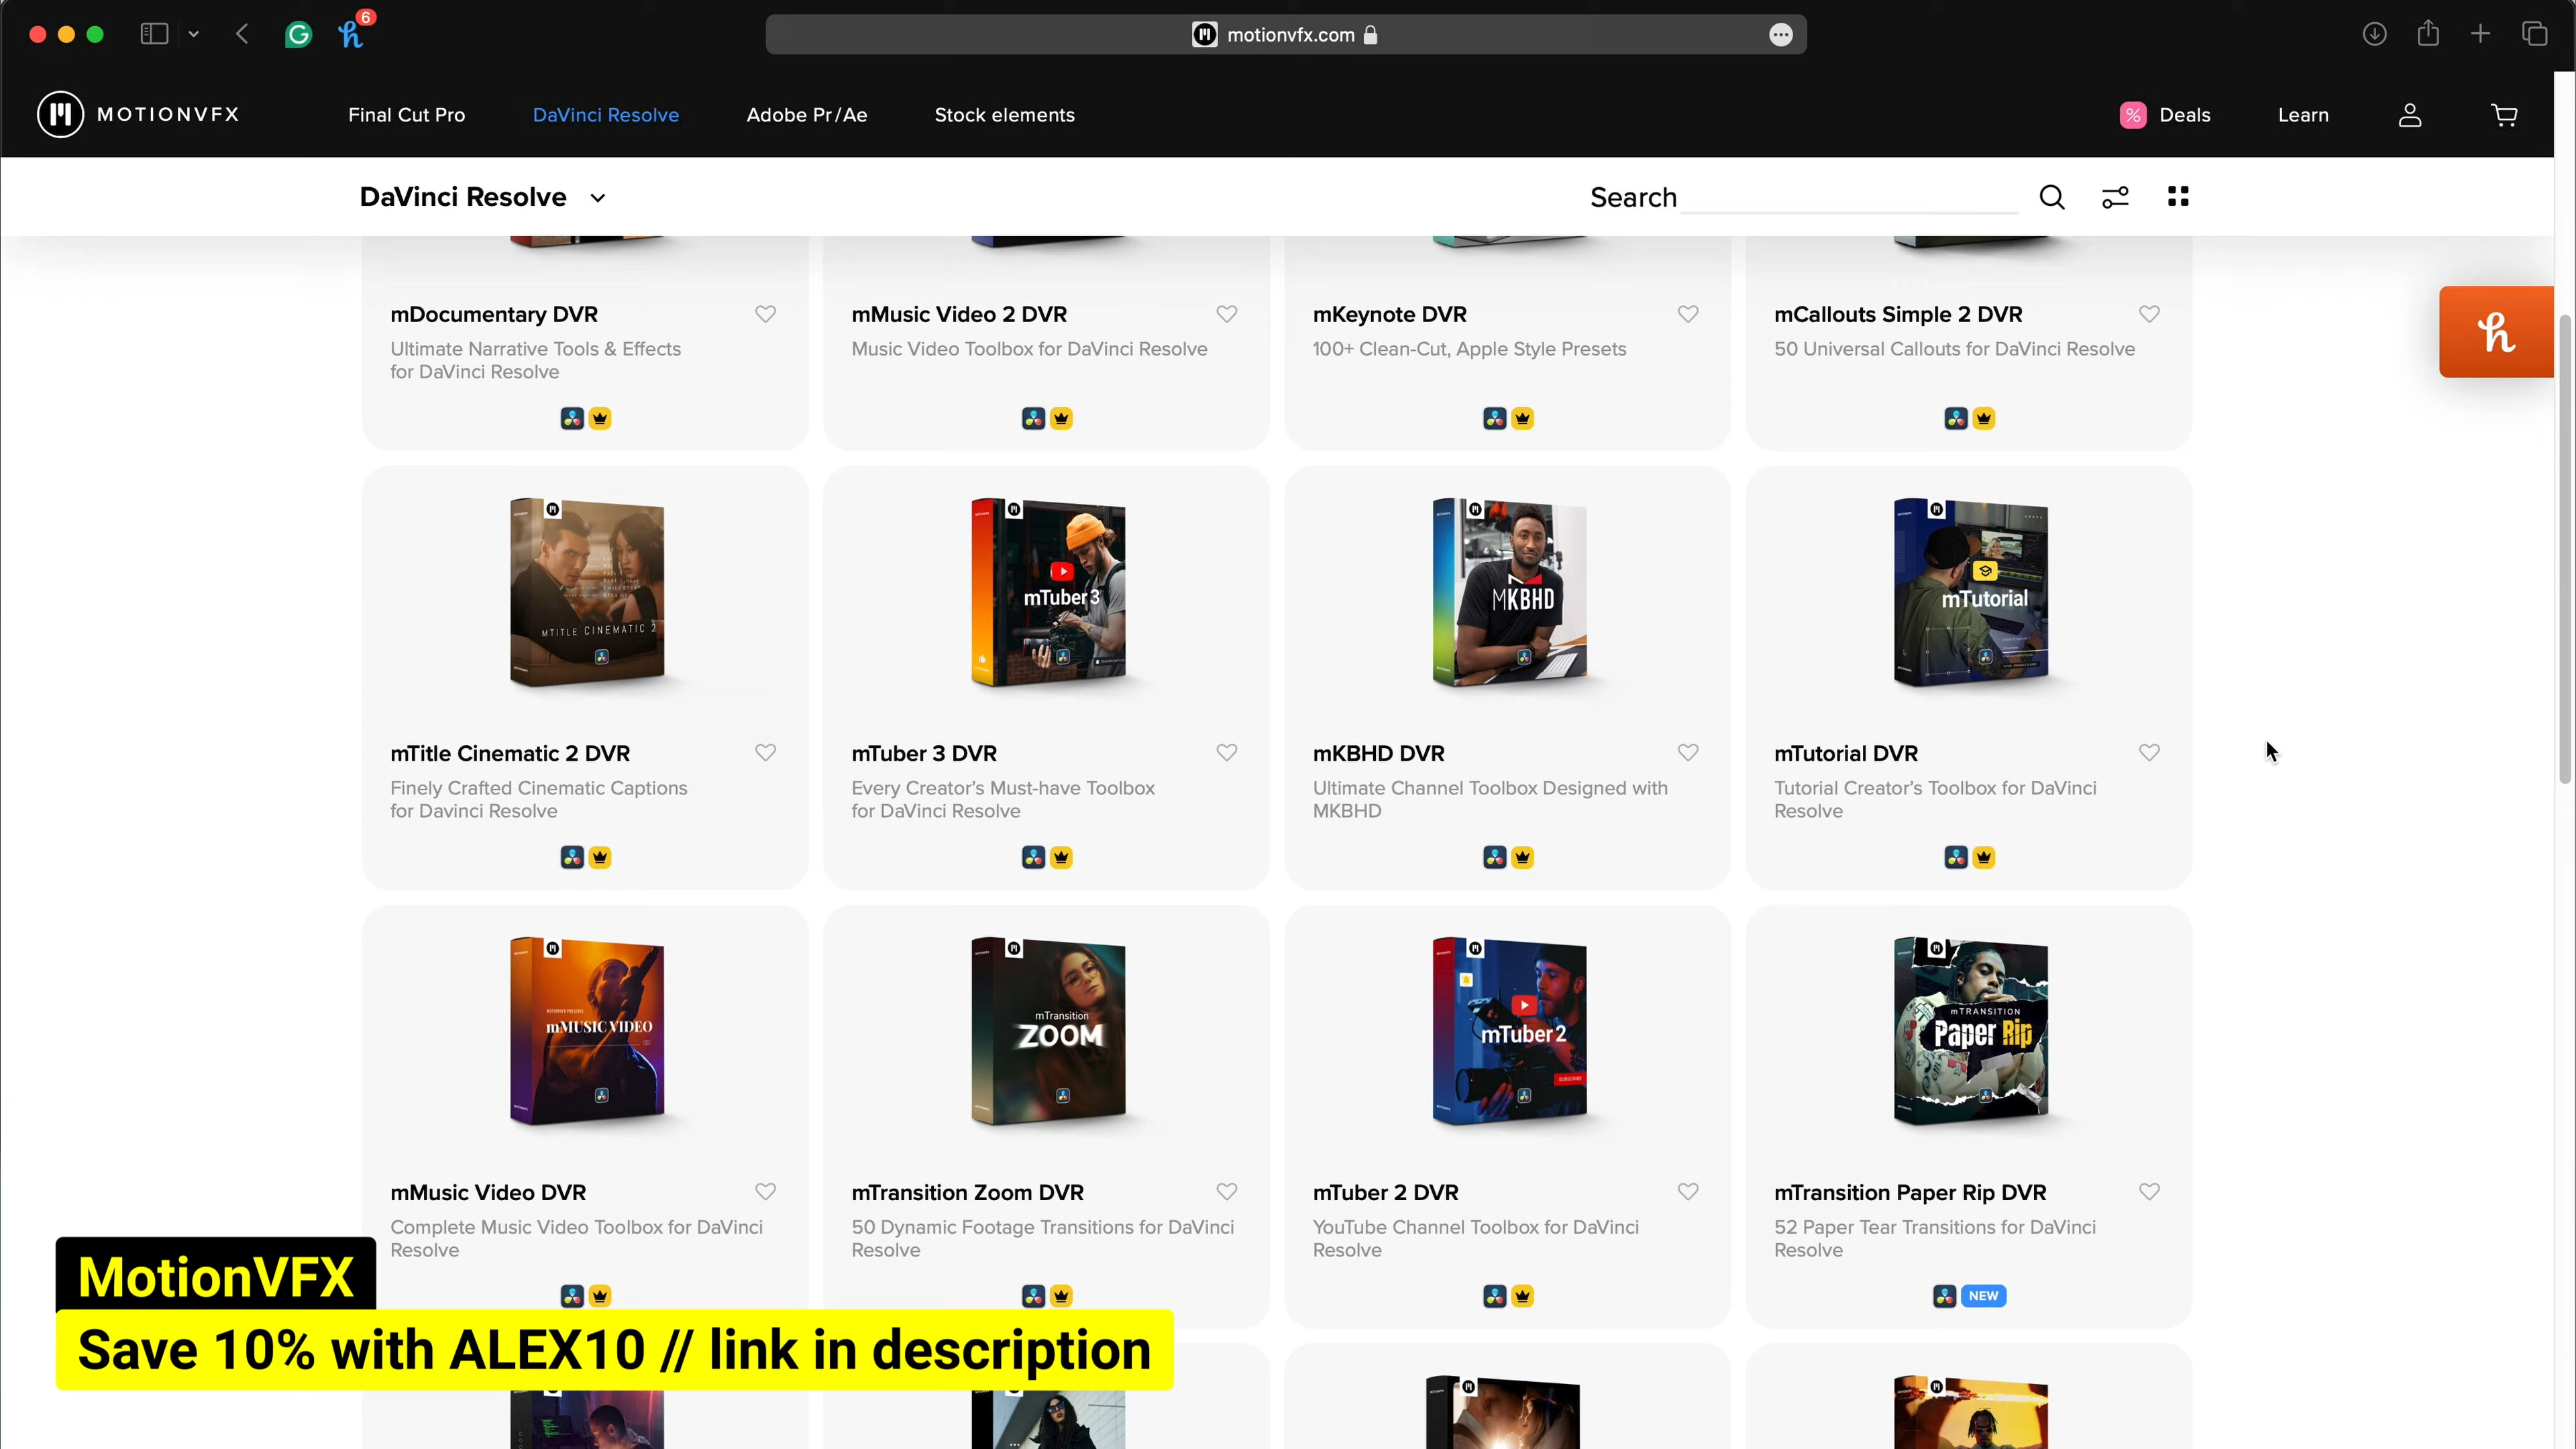 motionvfx.com
6
MOTIONVFX
Final Cut Pro
DaVinci Resolve
Adobe Pr/Ae
Stock elements
% Deals
Learn
DaVinci Resolve
Search
mDocumentary DVR
Ultimate Narrative Tools & Effects
for DaVinci Resolve
mMusic Video 2 DVR
Music Video Toolbox for DaVinci Resolve
mKeynote DVR
100+ Clean-Cut, Apple Style Presets
mCallouts Simple 2 DVR
50 Universal Callouts for DaVinci Resolve
MTITLE CINEMATIC 2
mTitle Cinematic 2 DVR
Finely Crafted Cinematic Captions
for Davinci Resolve
mTuber 3
mTuber 3 DVR
Every Creator’s Must-have Toolbox
for DaVinci Resolve
MKBHD
mKBHD DVR
Ultimate Channel Toolbox Designed with
MKBHD
mTutorial
mTutorial DVR
Tutorial Creator’s Toolbox for DaVinci
Resolve
mMUSIC VIDEO
mMusic Video DVR
Complete Music Video Toolbox for DaVinci
Resolve
mTransition
ZOOM
mTransition Zoom DVR
50 Dynamic Footage Transitions for DaVinci
Resolve
mTuber 2
SUBSCRIBE
mTuber 2 DVR
YouTube Channel Toolbox for DaVinci
Resolve
mTRANSITION
Paper Rip
mTransition Paper Rip DVR
52 Paper Tear Transitions for DaVinci
Resolve
NEW
MotionVFX
Save 10% with ALEX10 // link in description